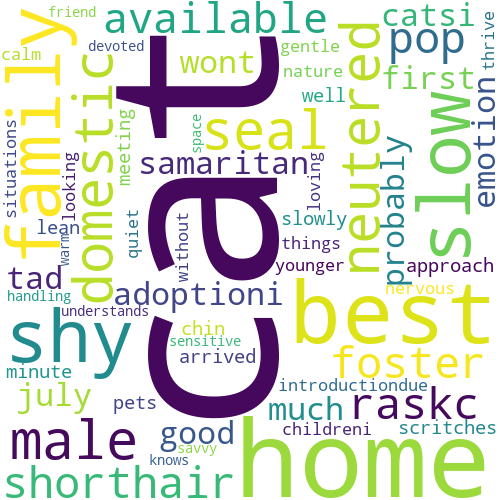 friend
available
catsi
family
calm
devoted
cat
wont
gentle
pop
thrive
domestic
nature
first
seal
neutered
slow
emotion
well
situations
meeting
space
samaritan
probably
looking
loving
approach
lean
quiet
without
slowly
things
warm
younger
tad
adoptioni
nervous
handling
best
understands
shy
chin
sensitive
arrived
foster
minute
introductiondue
july
pets
much
raskc
male
good
home
childreni
scritches
savvy
knows
shorthair